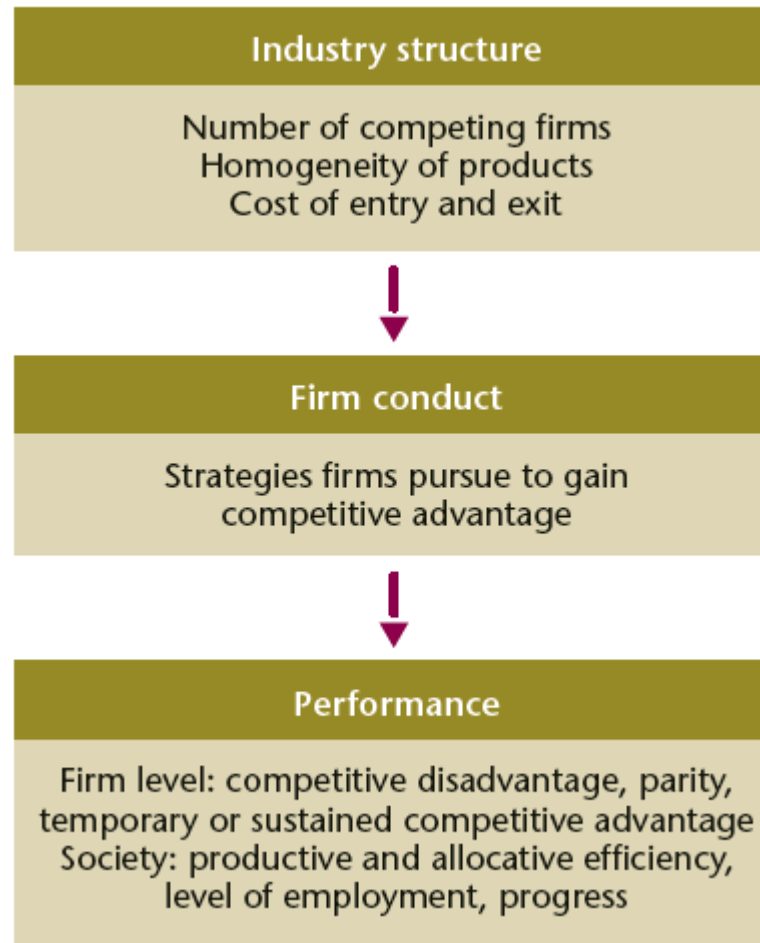 Industry structure
Number of competing firms
Homogeneity of products
Cost of entry and exit
Firm conduct
Strategies firms pursue to gain
competitive advantage
Performance
Firm level: competitive disadvantage, parity,
temporary or sustained competitive advantage
Society: productive and allocative efficiency,
level of employment, progress